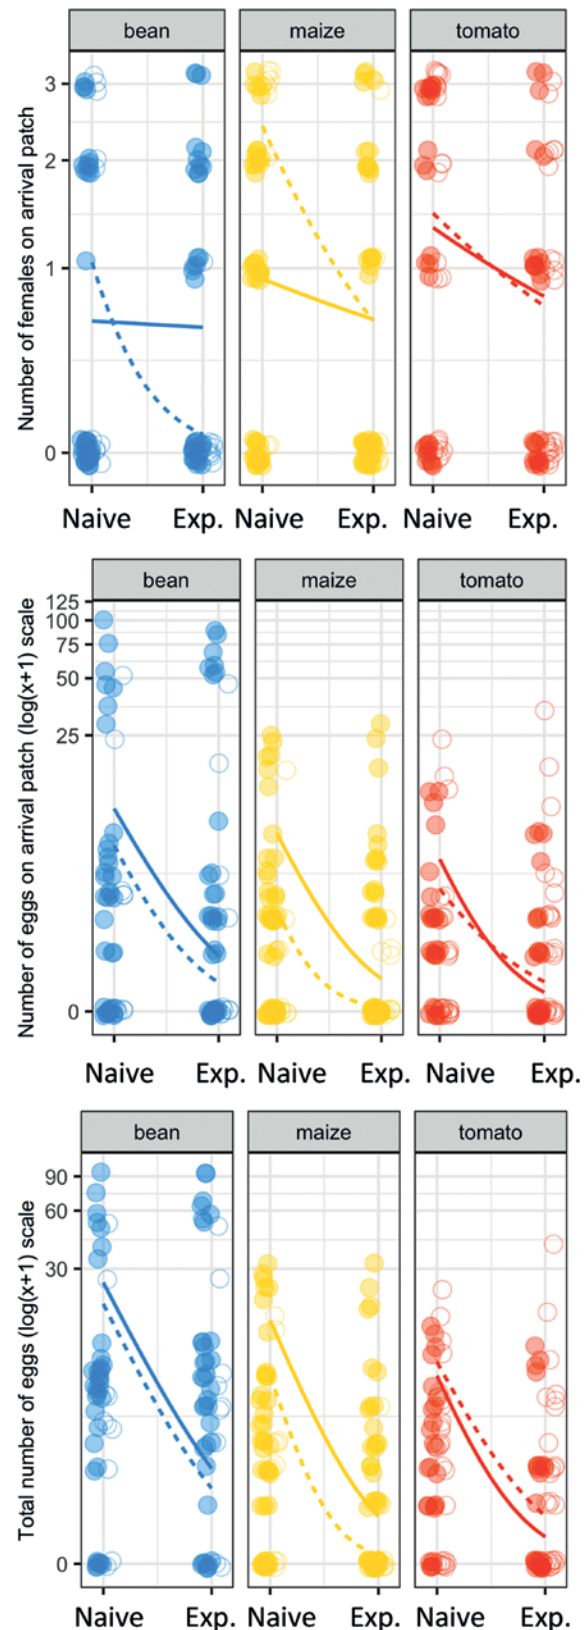 bean maize tomato
Number of females on arrival patch
3
2
1
0
Naive Exp. Naive Exp. Naive Exp.
bean maize tomato
Number of eggs on arrival patch (log(x+1) scale
125
100
75
50
25
0
Naive Exp. Naive Exp. Naive Exp.
bean maize tomato
Total number of eggs (log(x+1) scale
90
60
30
0
Naive Exp. Naive Exp. Naive Exp.